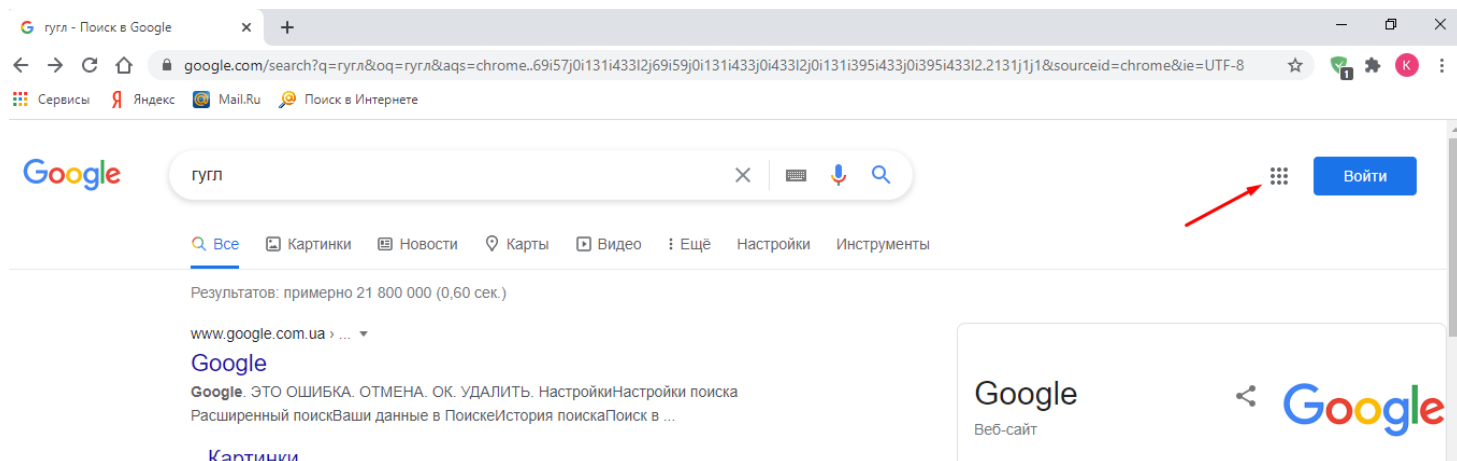 гугл - Поиск в Google
google.com/search?q=гугл&oq=гугл&aqs=chrome..69i57j0i131i433l2j69i59j0i131i433j0i433l2j0i131i395i433j0i395i433l2.2131j1j1&sourceid=chrome&ie=UTF-8
1
K
Сервисы Яндекс Mail.Ru Поиск в Интернете
Google гугл Войти
Все Картинки Новости Карты Видео Ещё Настройки Инструменты
Результатов: примерно 21 800 000 (0,60 сек.)
www.google.com.ua › ...
Google
Google. ЭТО ОШИБКА. ОТМЕНА. ОК. УДАЛИТЬ. НастройкиНастройки поиска
Расширенный поискВаши данные в ПоискеИстория поискаПоиск в ...
Картинки
Google
Веб-сайт
Google